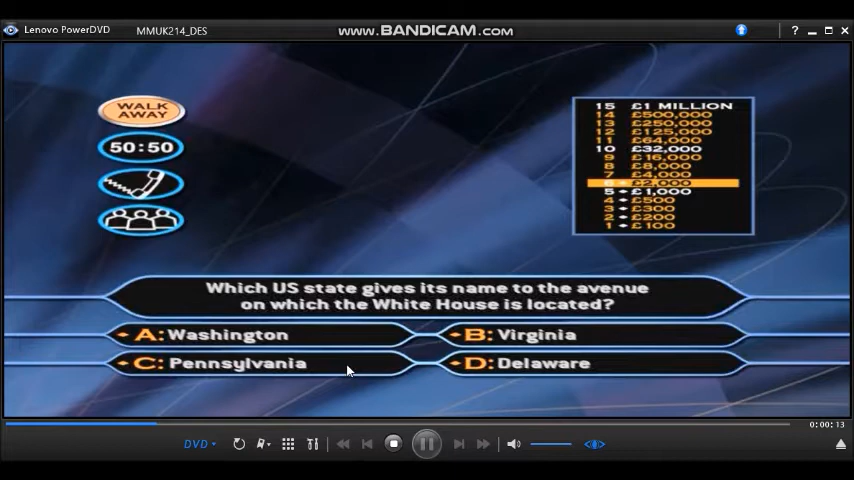 Lenovo PowerDVD
MMUK214_DES
www.BANDICAM.com
?
WALK
AWAY
50:50
15 £1 MILLION
14 £500,000
13 £250,000
12 £125,000
11 £64,000
10 £32,000
9 £16,000
8 £8,000
7 £4,000
6 £2,000
5 £1,000
4 £500
3 £300
2 £200
1 £100
Which US state gives its name to the avenue
on which the White House is located?
A: Washington
B: Virginia
C: Pennsylvania
D: Delaware
0:00:13
DVD